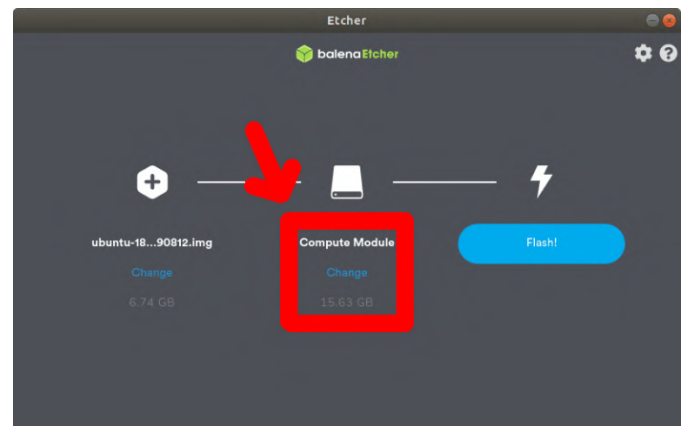 Etcher
balenaEtcher
ubuntu-18...90812.img
Change
6.74 GB
Compute Module
Change
15.63 GB
Flash!